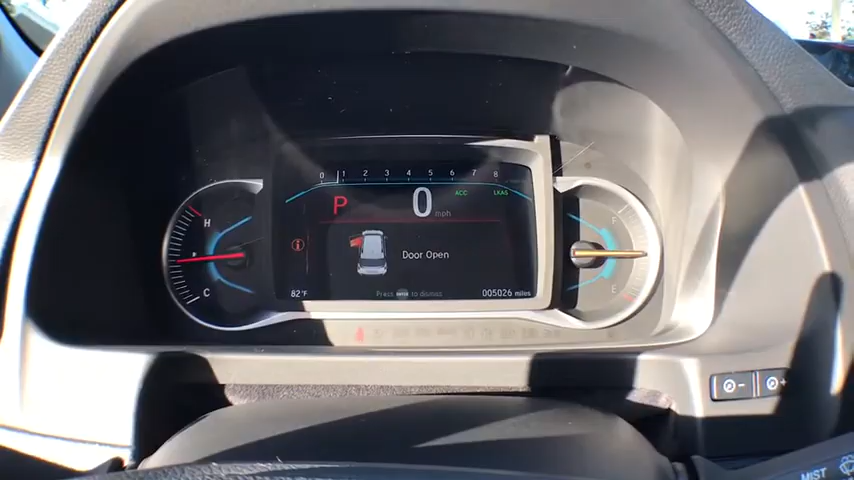 0 1 2 3 4 5 6 7 8
ACC LKAS
P 0 mph
H
C
F
E
Door Open
82°F Press ENTER to dismiss 005026 miles
- +
MIST